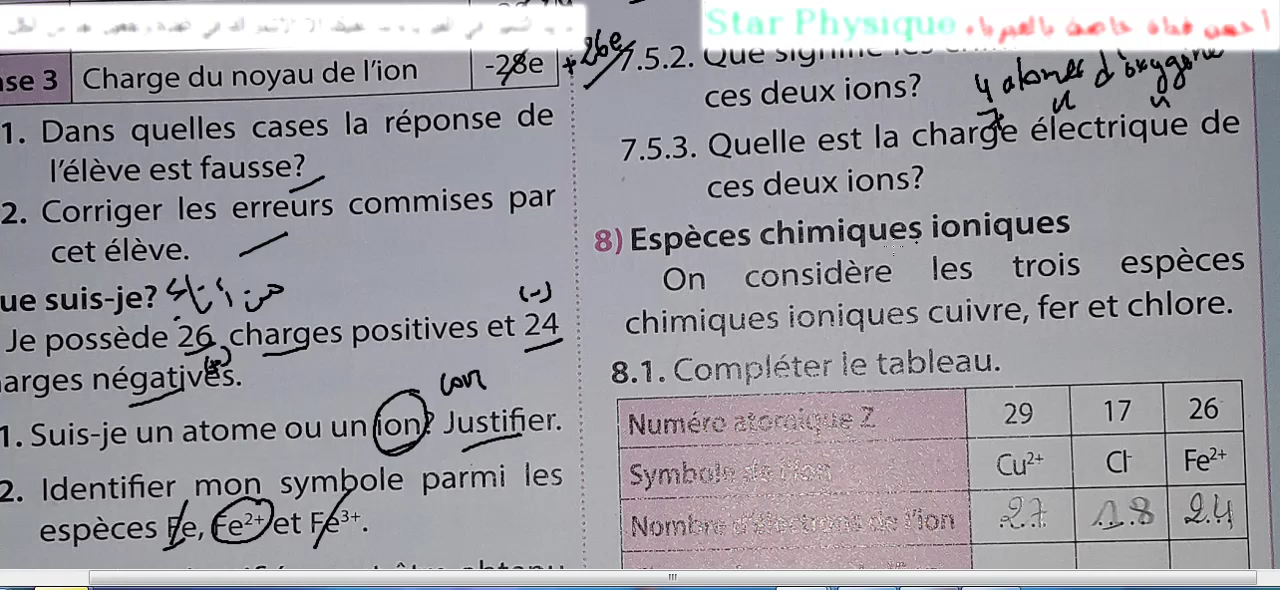 Star Physique
ase 3 Charge du noyau de l'ion -28e +26e
1. Dans quelles cases la réponse de
l'élève est fausse?
2. Corriger les erreurs commises par
cet élève.
ue suis-je?
(-)
Je possède 26 charges positives et 24
arges négatives.
1. Suis-je un atome ou un ion? Justifier.
2. Identifier mon symbole parmi les
espèces Fe, Fe²⁺ et Fe³⁺.
7.5.2. Que
4 atomes d'oxygène
ces deux ions?
7.5.3. Quelle est la charge électrique de
ces deux ions?
8) Espèces chimiques ioniques
On considère les trois espèces
chimiques ioniques cuivre, fer et chlore.
8.1. Compléter le tableau.
Numéro atomique Z 29 17 26
Symbole de l'ion Cu²⁺ Cl⁻ Fe²⁺
Nombre d'électrons de l'ion 27 18 24